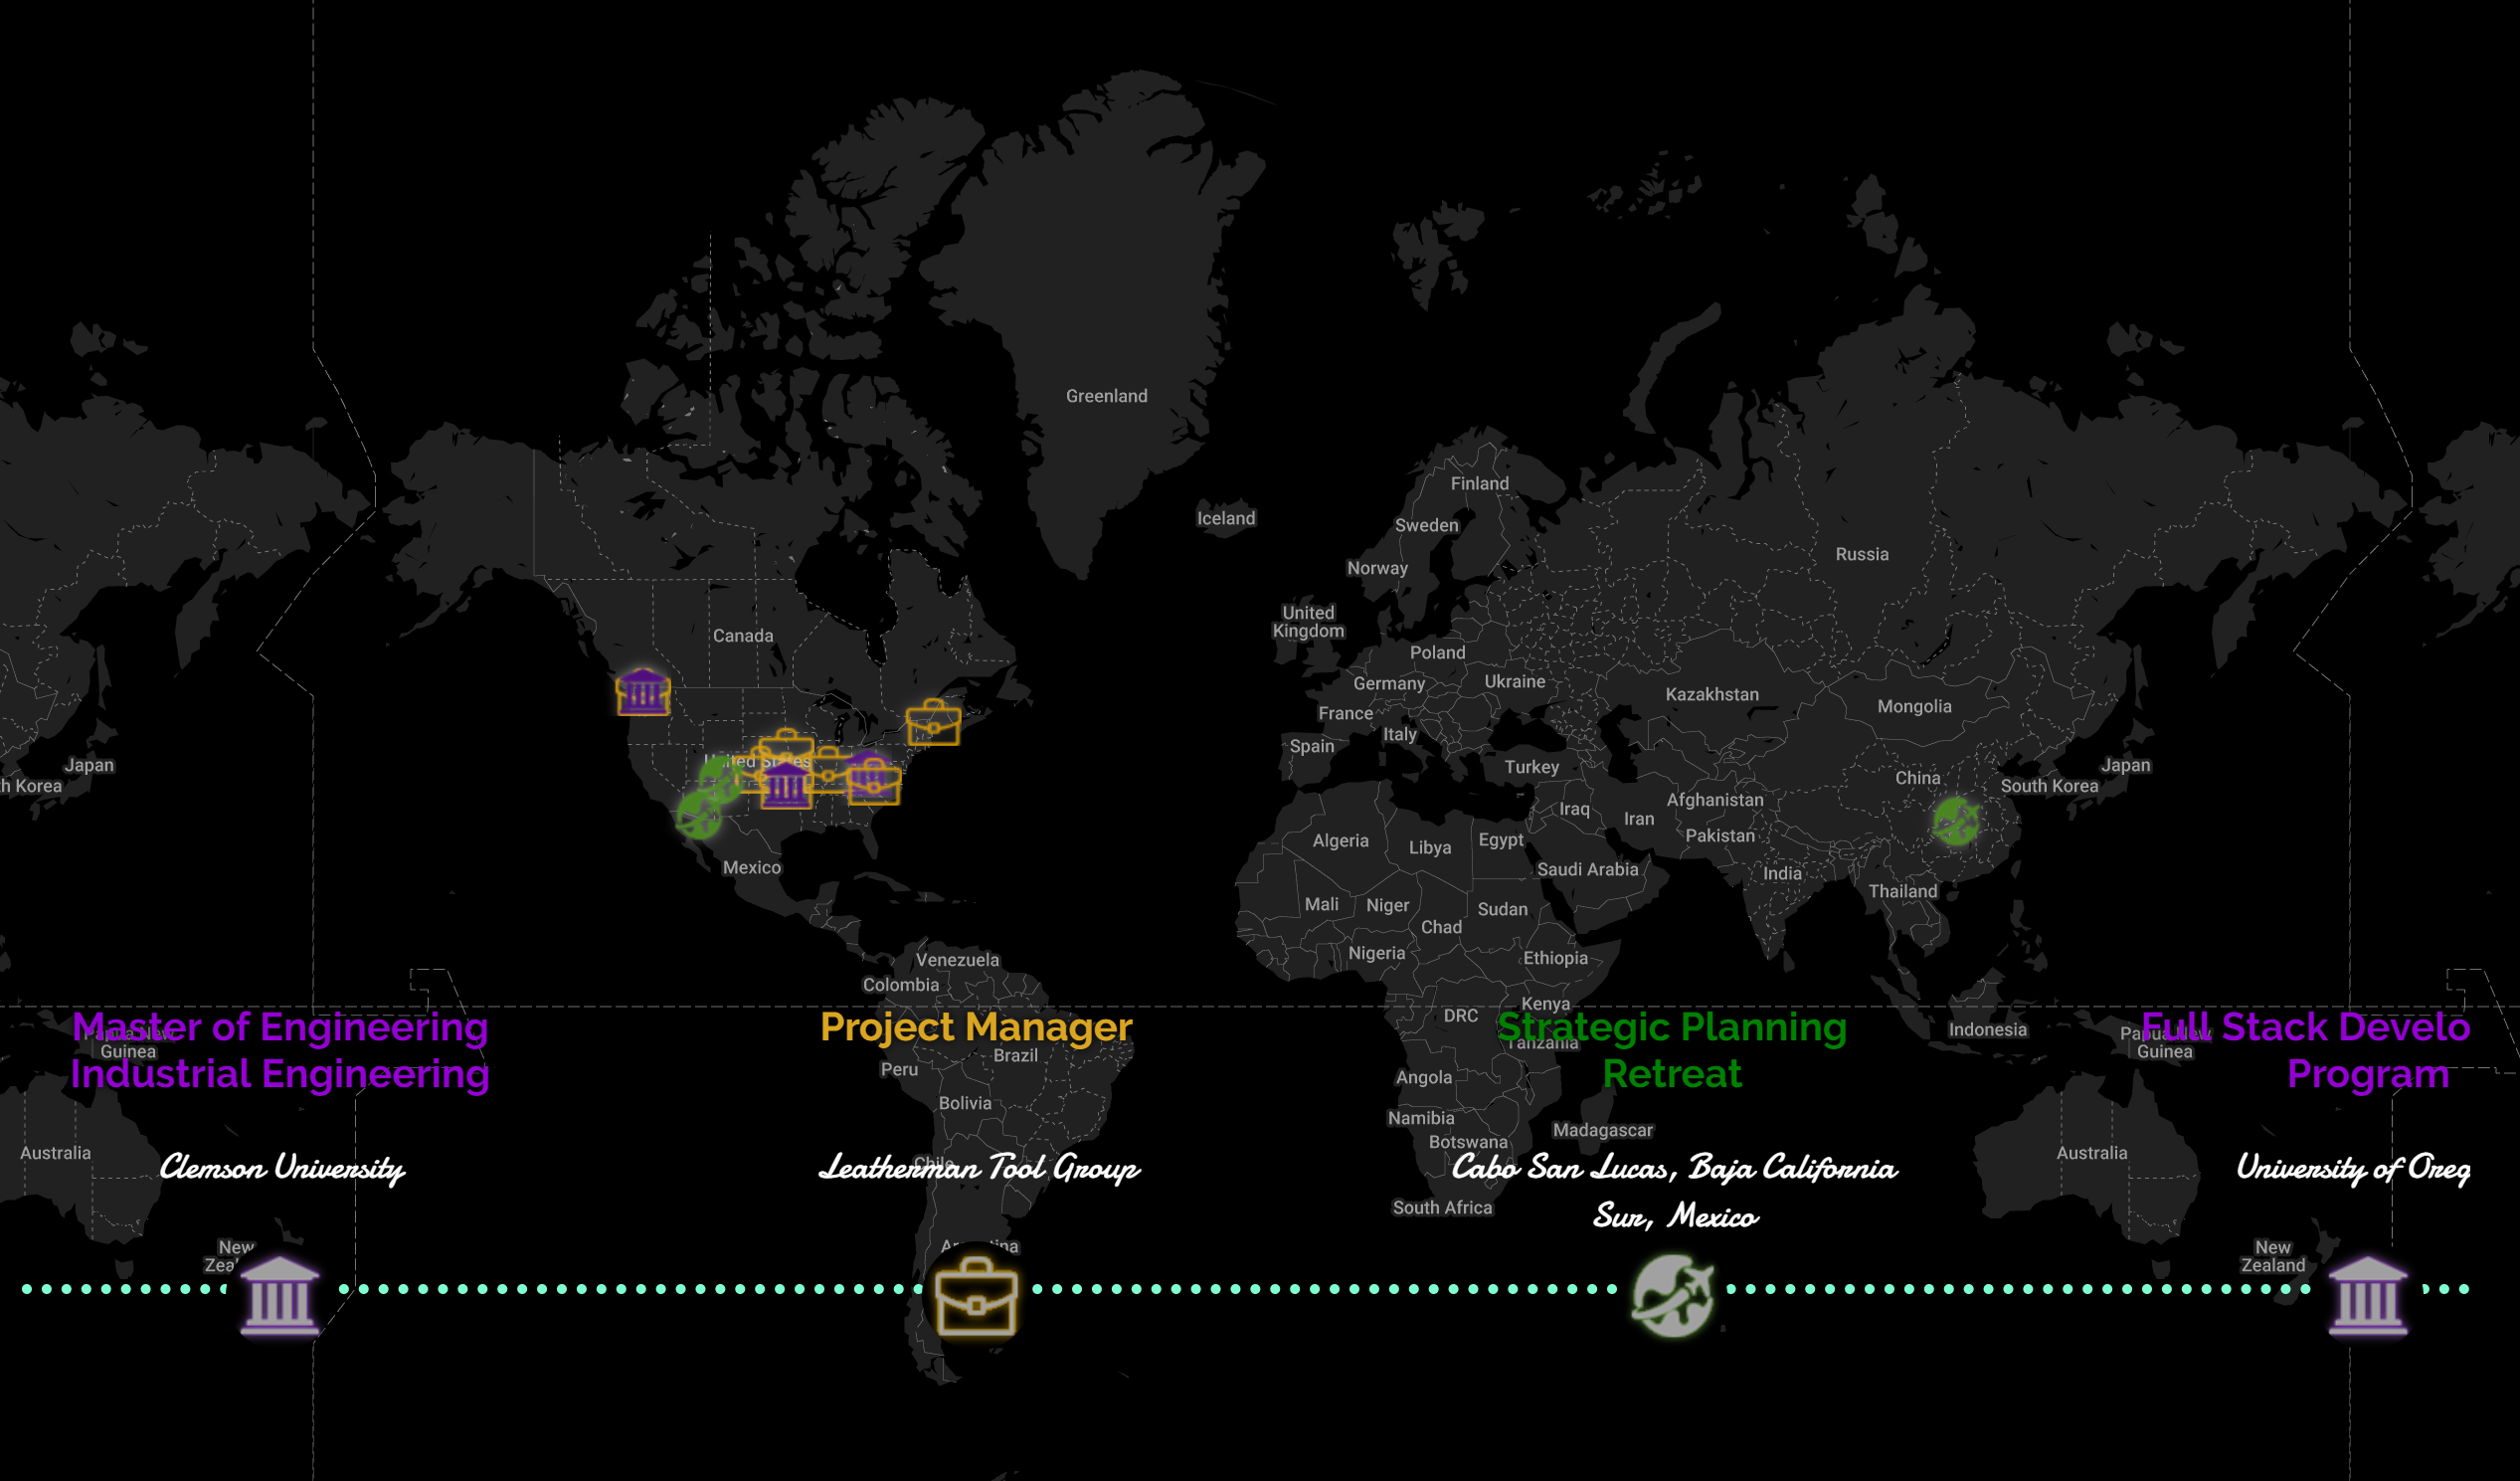 Greenland
Finland
Iceland
Sweden
Russia
Norway
United
Kingdom
Canada
Poland
Germany
Ukraine
Kazakhstan
Mongolia
France
Italy
Spain
United States
Japan
Turkey
Japan
th Korea
China
South Korea
Afghanistan
Iraq
Iran
Pakistan
Algeria
Libya
Egypt
Mexico
Saudi Arabia
India
Thailand
Mali
Niger
Sudan
Chad
Nigeria
Ethiopia
Venezuela
Colombia
Kenya
DRC
Tanzania
Indonesia
Papua New
Guinea
Papua New
Guinea
Brazil
Peru
Angola
Bolivia
Namibia
Botswana
Madagascar
Australia
Australia
Chile
South Africa
Argentina
New
Zeal
New
Zealand
Master of Engineering
Industrial Engineering
Clemson University
Project Manager
Leatherman Tool Group
Strategic Planning
Retreat
Cabo San Lucas, Baja California
Sur, Mexico
Full Stack Develo
Program
University of Oreg